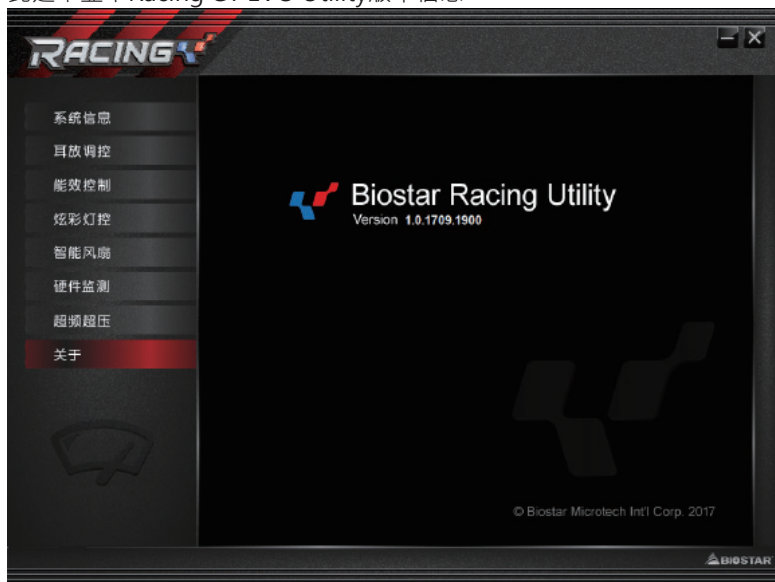 RACING
系统信息
耳放调控
能效控制
炫彩灯控
智能风扇
硬件监测
超频超压
关于
Biostar Racing Utility
Version 1.0.1709.1900
© Biostar Microtech Int'l Corp. 2017
BIOSTAR